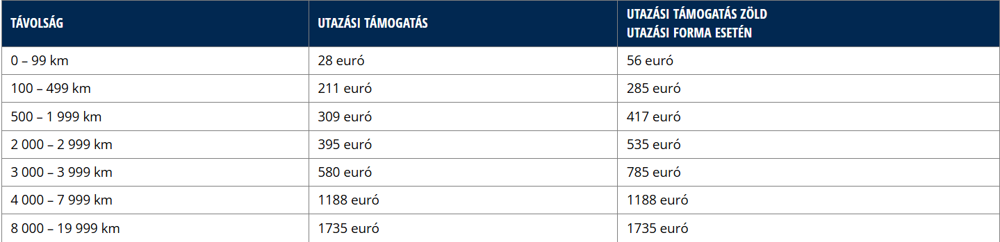 TÁVOLSÁG
UTAZÁSI TÁMOGATÁS
UTAZÁSI TÁMOGATÁS ZÖLD
UTAZÁSI FORMA ESETÉN
0 – 99 km
28 euró
56 euró
100 – 499 km
211 euró
285 euró
500 – 1 999 km
309 euró
417 euró
2 000 – 2 999 km
395 euró
535 euró
3 000 – 3 999 km
580 euró
785 euró
4 000 – 7 999 km
1188 euró
1188 euró
8 000 – 19 999 km
1735 euró
1735 euró